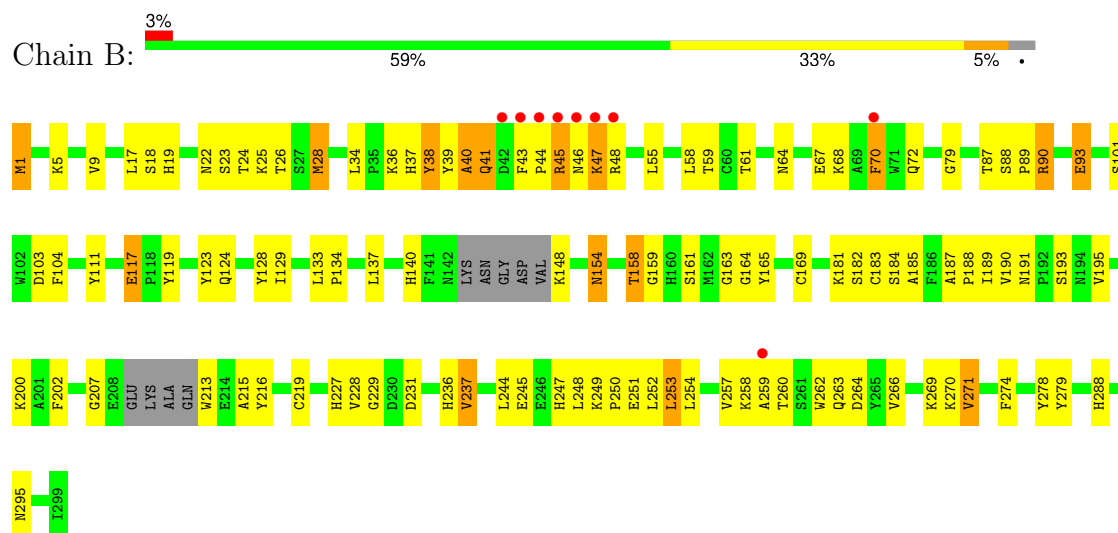 3%
Chain B:
59% 33% 5% •
M1 K5 V9 L17 S18 H19 N22 S23 T24 K25 T26 S27 M28 L34 P35 K36 H37 Y38 Y39 A40 Q41 D42 F43 P44 R45 N46 K47 R48 L55 L58 T59 C60 T61 N64 E67 K68 A69 F70 W71 Q72 G79 T87 S88 P89 R90 E93 S101
W102 D103 F104 Y111 E117 P118 Y119 Y123 Q124 Y128 I129 L133 P134 L137 H140 F141 N142 LYS ASN GLY ASP VAL K148 N154 T158 G159 H160 S161 M162 G163 G164 Y165 C169 K181 S182 C183 S184 A185 F186 A187 P188 I189 V190 N191 P192 S193 N194 V195
K200 A201 F202 G207 E208 GLU LYS ALA GLN W213 E214 A215 Y216 C219 H227 V228 G229 D230 D231 H236 V237 L244 E245 E246 H247 L248 K249 P250 E251 L252 L253 L254 V257 K258 A259 T260 S261 W262 Q263 D264 Y265 V266 K269 K270 V271 F274 Y278 Y279 H288
N295 I299